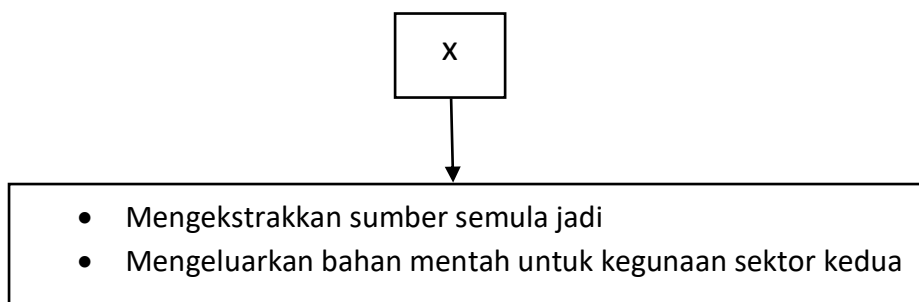 x
• Mengekstrakkan sumber semula jadi
• Mengeluarkan bahan mentah untuk kegunaan sektor kedua